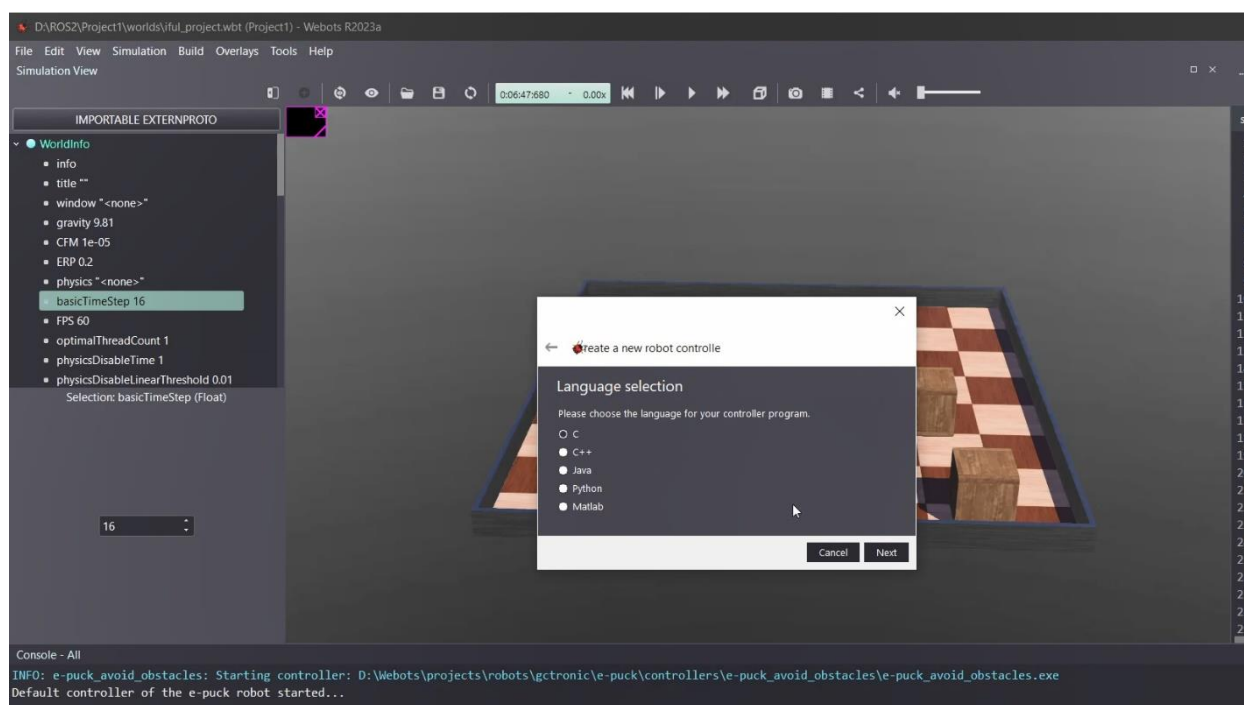 D:\ROS2\Project1\worlds\iful_project.wbt (Project1) - Webots R2023a
File Edit View Simulation Build Overlays Tools Help
Simulation View
0:06:47:680 - 0.00x
IMPORTABLE EXTERNPROTO
WorldInfo
info
title ""
window "<none>"
gravity 9.81
CFM 1e-05
ERP 0.2
physics "<none>"
basicTimeStep 16
FPS 60
optimalThreadCount 1
physicsDisableTime 1
physicsDisableLinearThreshold 0.01
Selection: basicTimeStep (Float)
16
reate a new robot controlle
Language selection
Please choose the language for your controller program.
C
C++
Java
Python
Matlab
Cancel Next
Console - All
INFO: e-puck_avoid_obstacles: Starting controller: D:\Webots\projects\robots\gctronic\e-puck\controllers\e-puck_avoid_obstacles\e-puck_avoid_obstacles.exe
Default controller of the e-puck robot started...